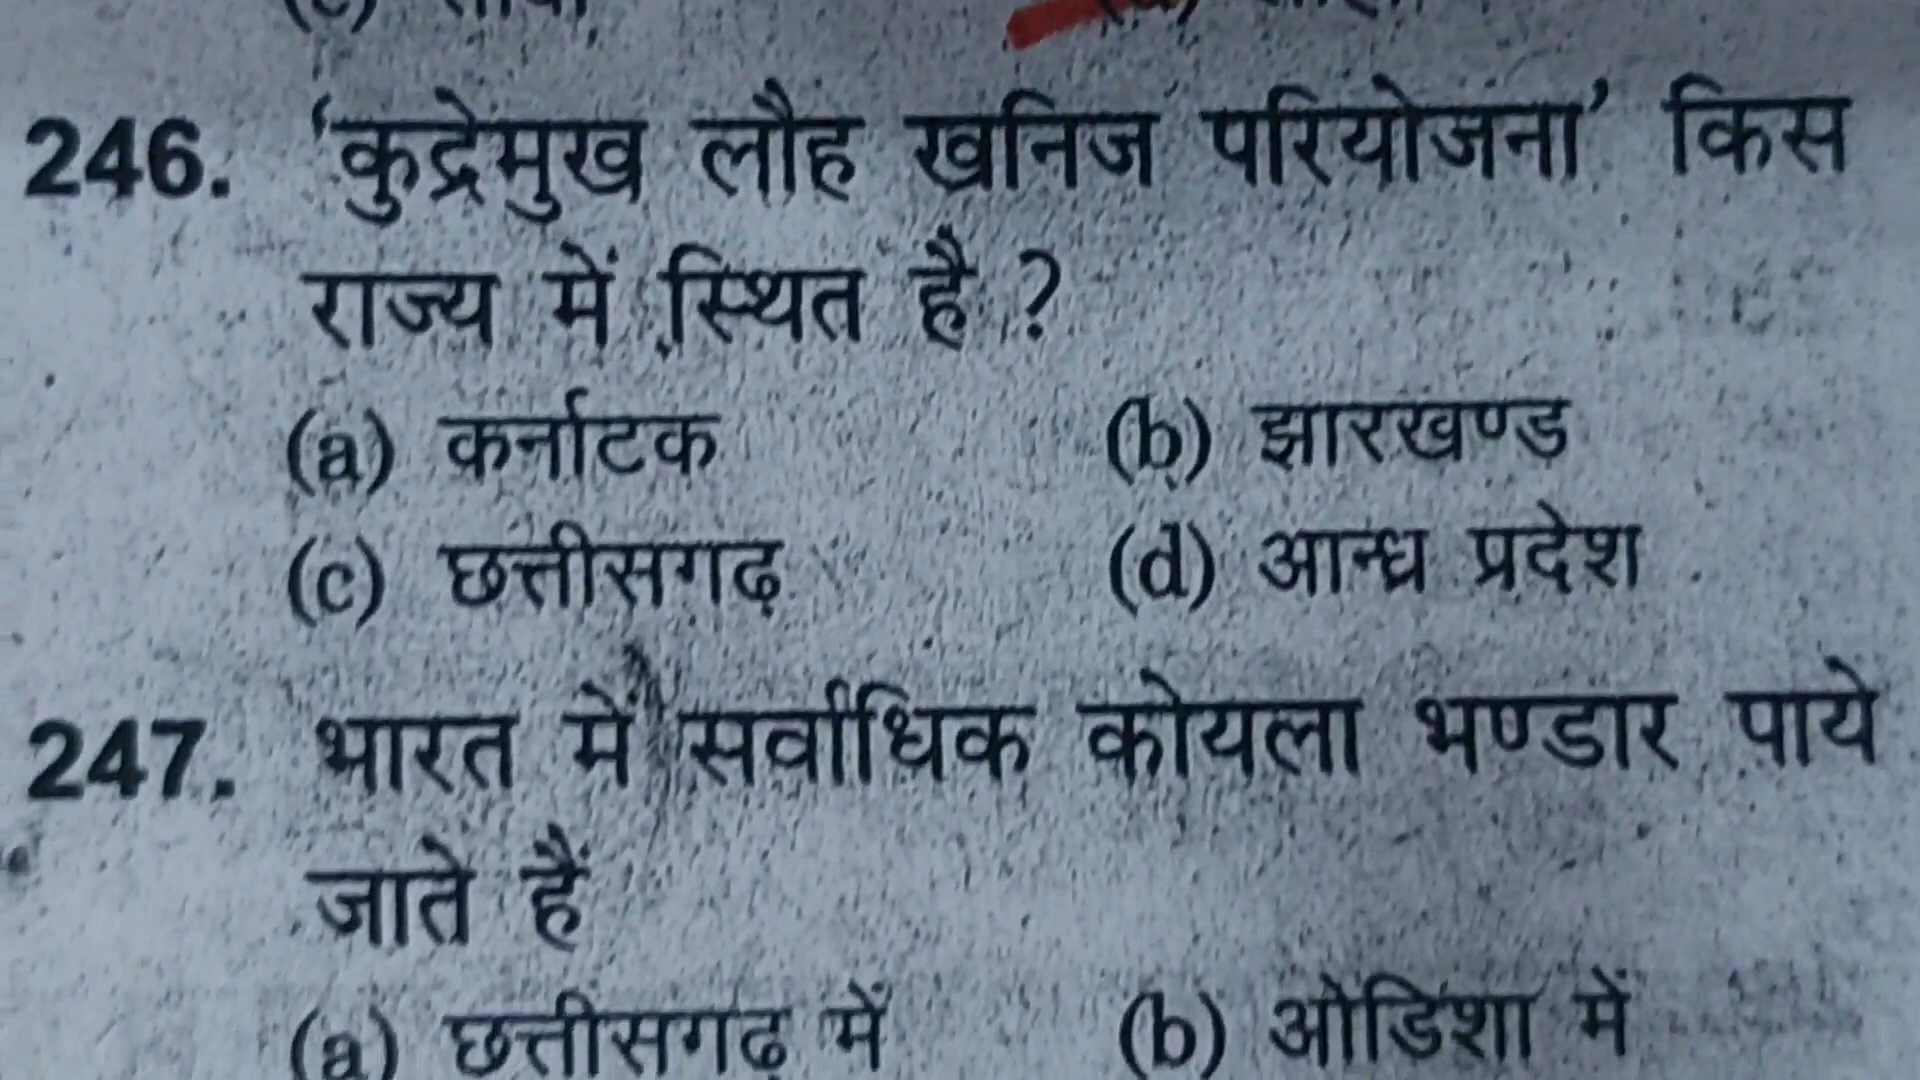 246. 'कुद्रेमुख लौह खनिज परियोजना' किस
राज्य में स्थित है ?
(a) कर्नाटक (b) झारखण्ड
(c) छत्तीसगढ़ (d) आन्ध्र प्रदेश
247. भारत में सर्वाधिक कोयला भण्डार पाये
जाते हैं
(a) छत्तीसगढ़ में (b) ओडिशा में